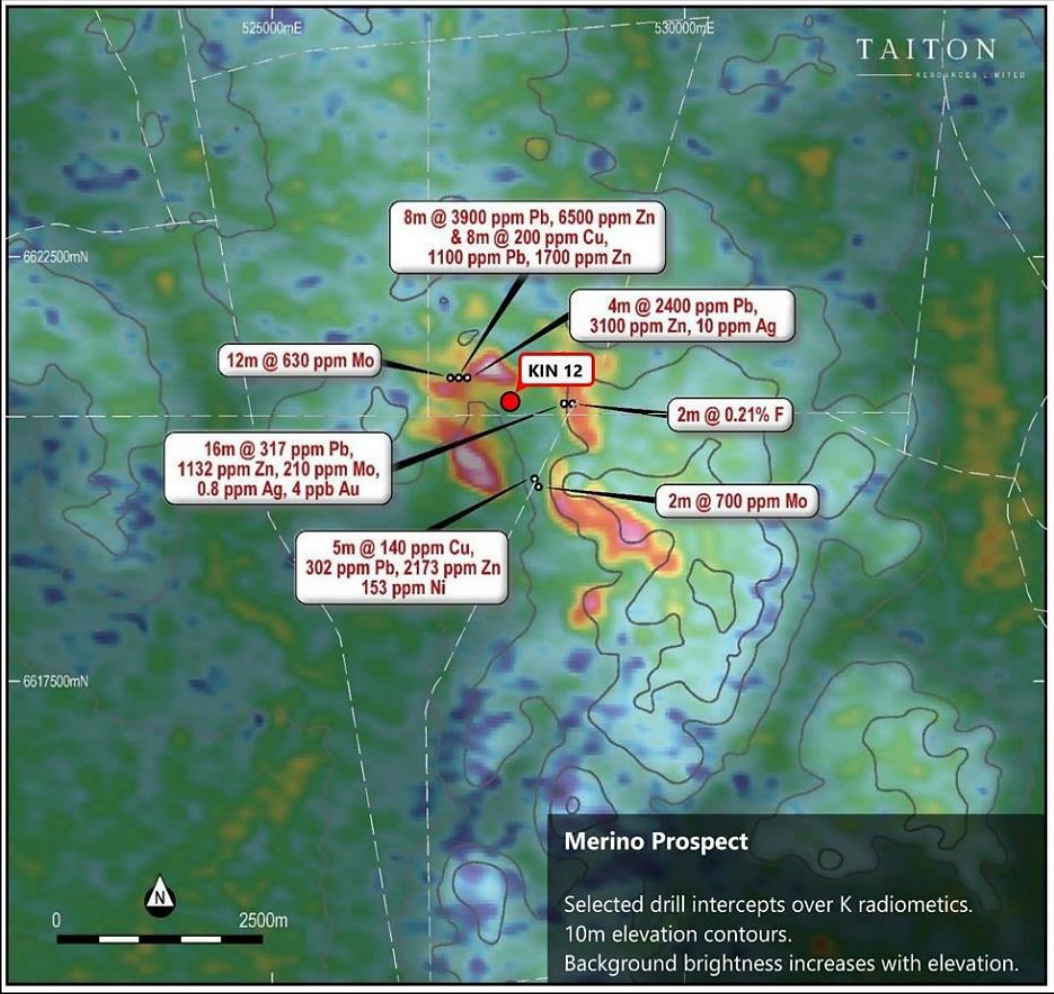 525000mE
530000mE
TAITON
RESOURCES LIMITED
8m @ 3900 ppm Pb, 6500 ppm Zn
& 8m @ 200 ppm Cu,
1100 ppm Pb, 1700 ppm Zn
6622500mN
4m @ 2400 ppm Pb,
3100 ppm Zn, 10 ppm Ag
12m @ 630 ppm Mo
KIN 12
2m @ 0.21% F
16m @ 317 ppm Pb,
1132 ppm Zn, 210 ppm Mo,
0.8 ppm Ag, 4 ppb Au
2m @ 700 ppm Mo
5m @ 140 ppm Cu,
302 ppm Pb, 2173 ppm Zn
153 ppm Ni
6617500mN
Merino Prospect
Selected drill intercepts over K radiometics.
10m elevation contours.
Background brightness increases with elevation.
N
0 2500m